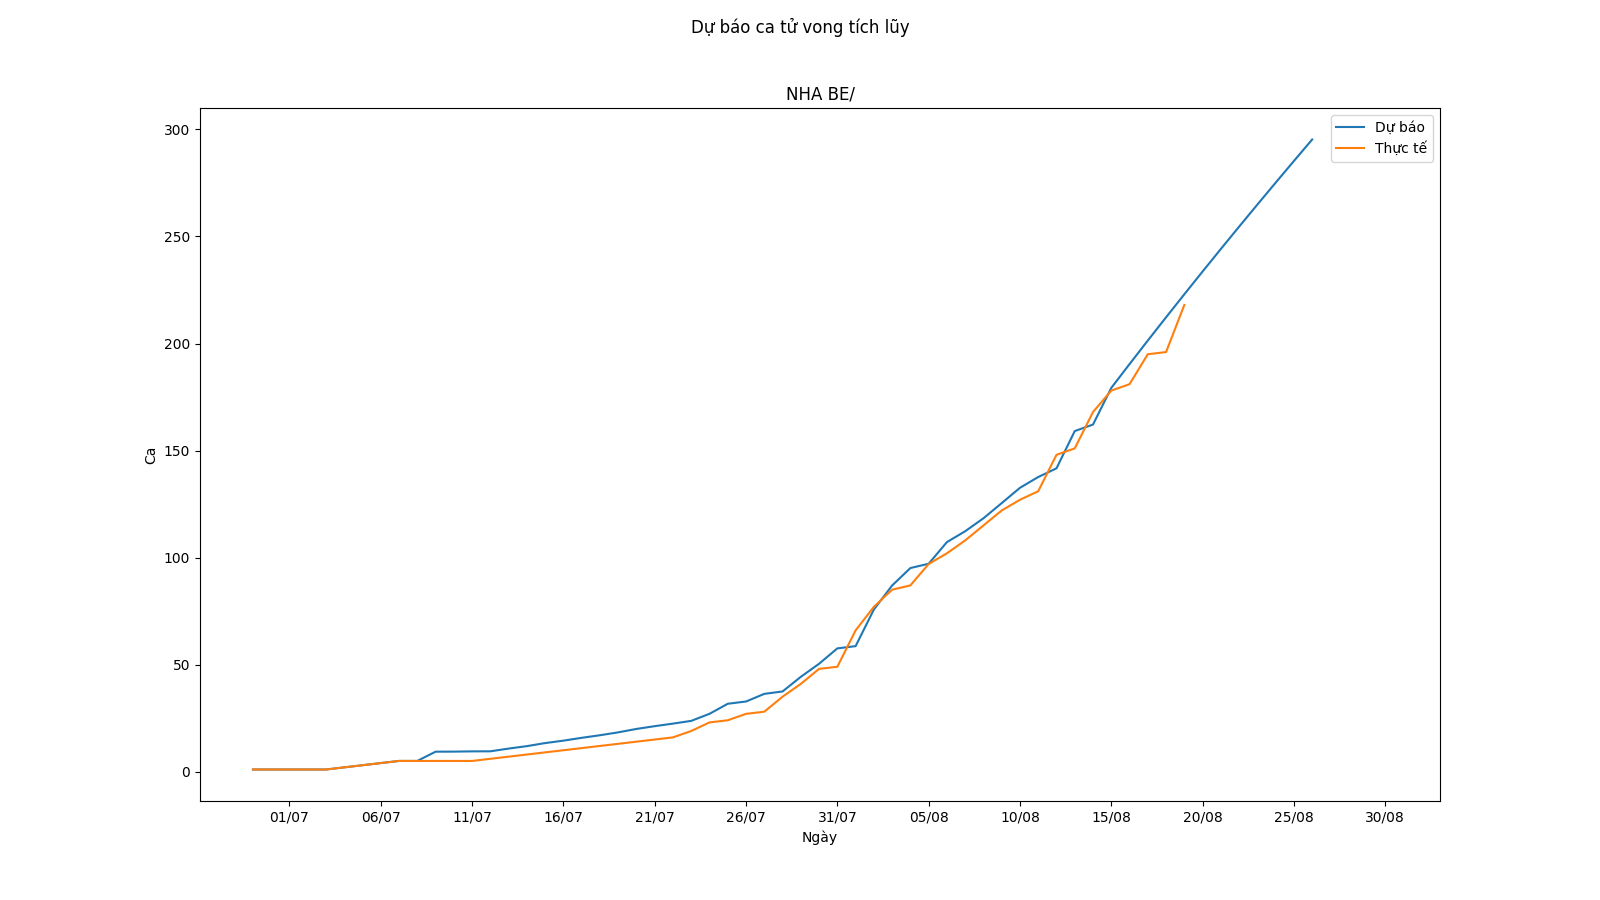 Dự báo ca tử vong tích lũy
NHA BE/
Dự báo
Thực tế
300
250
200
150
100
50
0
Ca
01/07 06/07 11/07 16/07 21/07 26/07 31/07 05/08 10/08 15/08 20/08 25/08 30/08
Ngày